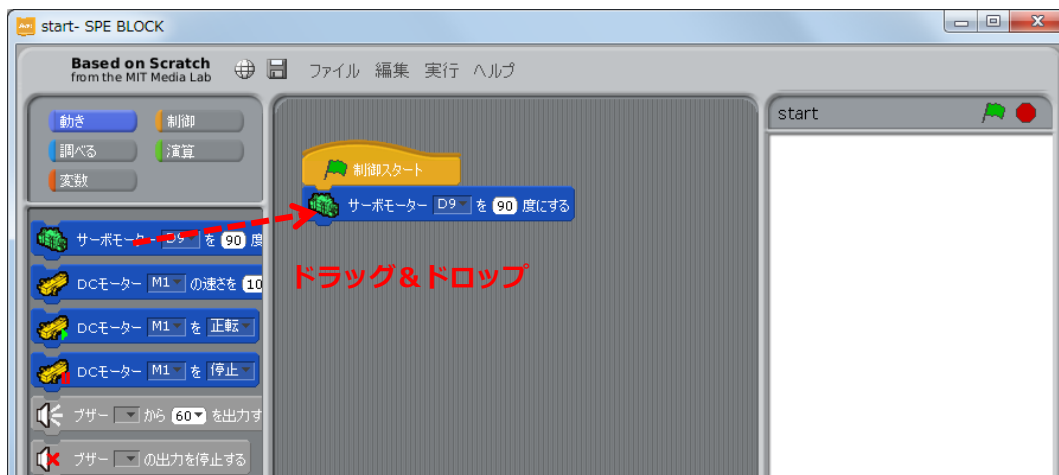 start- SPE BLOCK
Based on Scratch
from the MIT Media Lab
ファイル 編集 実行 ヘルプ
動き 制御
調べる 演算
変数
start
制御スタート
サーボモーター D9 を 90 度にする
サーボモーター D9 を 90 度
DCモーター M1 の速さを 10
DCモーター M1 を 正転
DCモーター M1 を 停止
ブザー から 60 を出力す
ブザー の出力を停止する
ドラッグ＆ドロップ